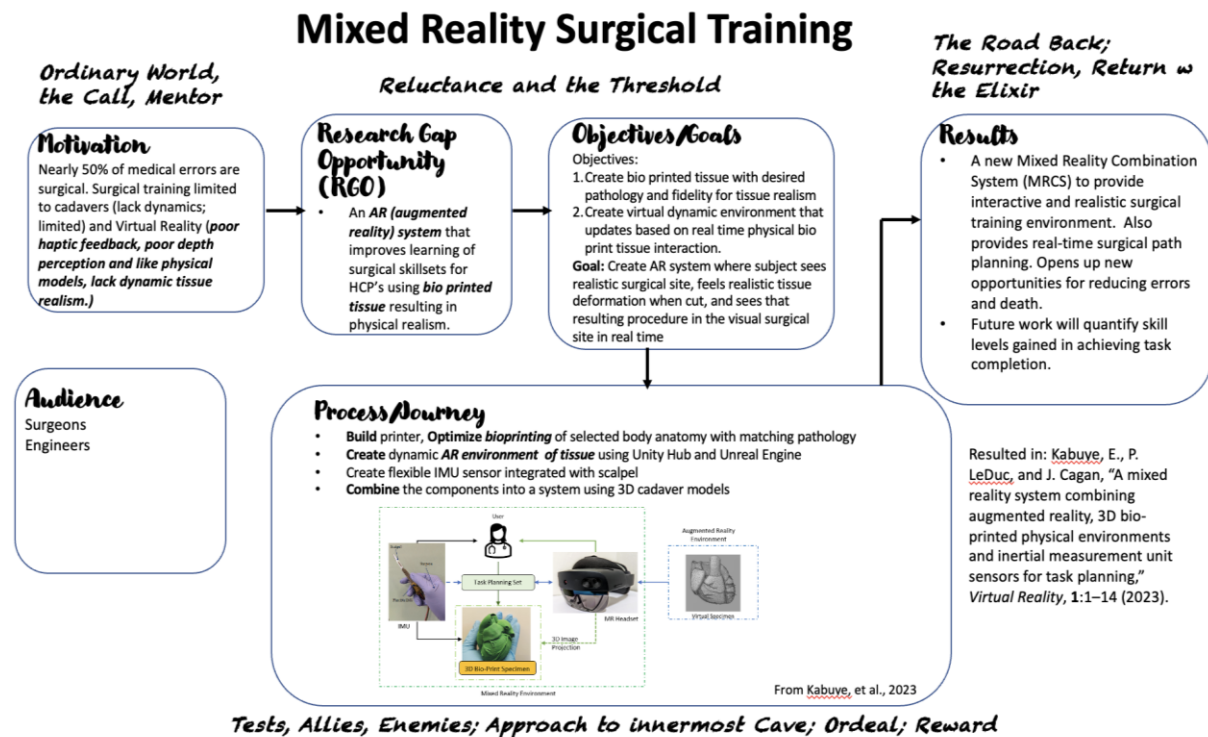 Mixed Reality Surgical Training
Ordinary World,
the Call, Mentor
Reluctance and the Threshold
The Road Back;
Resurrection, Return w
the Elixir
Motivation
Nearly 50% of medical errors are
surgical. Surgical training limited
to cadavers (lack dynamics;
limited) and Virtual Reality (poor
haptic feedback, poor depth
perception and like physical
models, lack dynamic tissue
realism.)
Research Gap
Opportunity
(RGO)
• An AR (augmented
reality) system that
improves learning of
surgical skillsets for
HCP's using bio printed
tissue resulting in
physical realism.
Objectives/Goals
Objectives:
1. Create bio printed tissue with desired
pathology and fidelity for tissue realism
2. Create virtual dynamic environment that
updates based on real time physical bio
print tissue interaction.
Goal: Create AR system where subject sees
realistic surgical site, feels realistic tissue
deformation when cut, and sees that
resulting procedure in the visual surgical
site in real time
Results
• A new Mixed Reality Combination
System (MRCS) to provide
interactive and realistic surgical
training environment. Also
provides real-time surgical path
planning. Opens up new
opportunities for reducing errors
and death.
• Future work will quantify skill
levels gained in achieving task
completion.
Audience
Surgeons
Engineers
Process/Journey
• Build printer, Optimize bioprinting of selected body anatomy with matching pathology
• Create dynamic AR environment of tissue using Unity Hub and Unreal Engine
• Create flexible IMU sensor integrated with scalpel
• Combine the components into a system using 3D cadaver models
User
Augmented Reality
Environment
Task Planning Set
IMU
MR Headset
Virtual Specimen
3D Image
Projection
3D Bio-Print Specimen
Mixed Reality Environment
From Kabuye, et al., 2023
Resulted in: Kabuye, E., P.
LeDuc, and J. Cagan, "A mixed
reality system combining
augmented reality, 3D bio-
printed physical environments
and inertial measurement unit
sensors for task planning,"
Virtual Reality, 1:1–14 (2023).
Tests, Allies, Enemies; Approach to innermost Cave; Ordeal; Reward